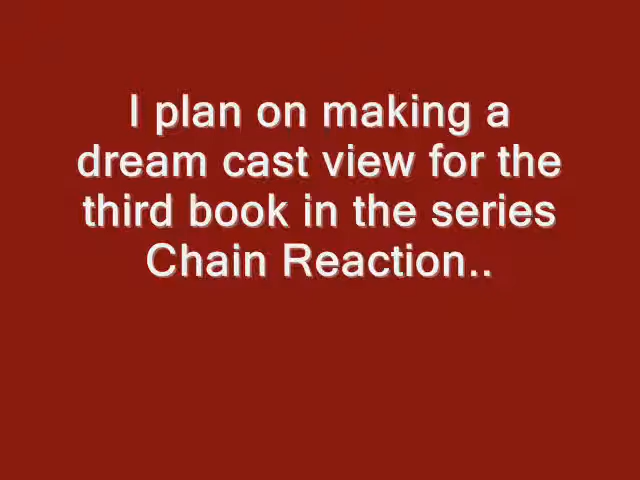 I plan on making a
dream cast view for the
third book in the series
Chain Reaction..